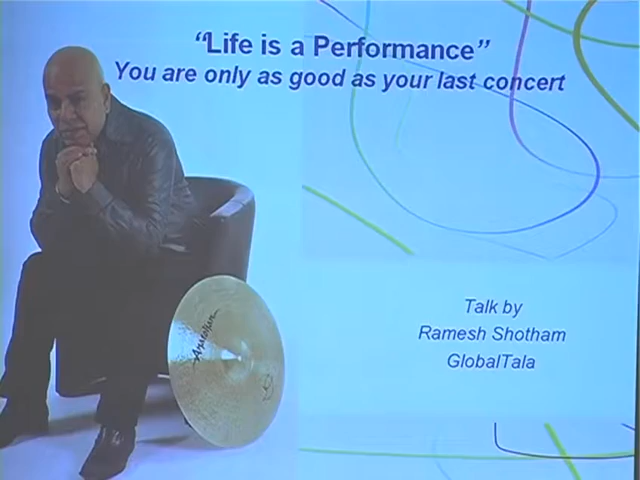 “Life is a Performance”
You are only as good as your last concert
Talk by
Ramesh Shotham
GlobalTala